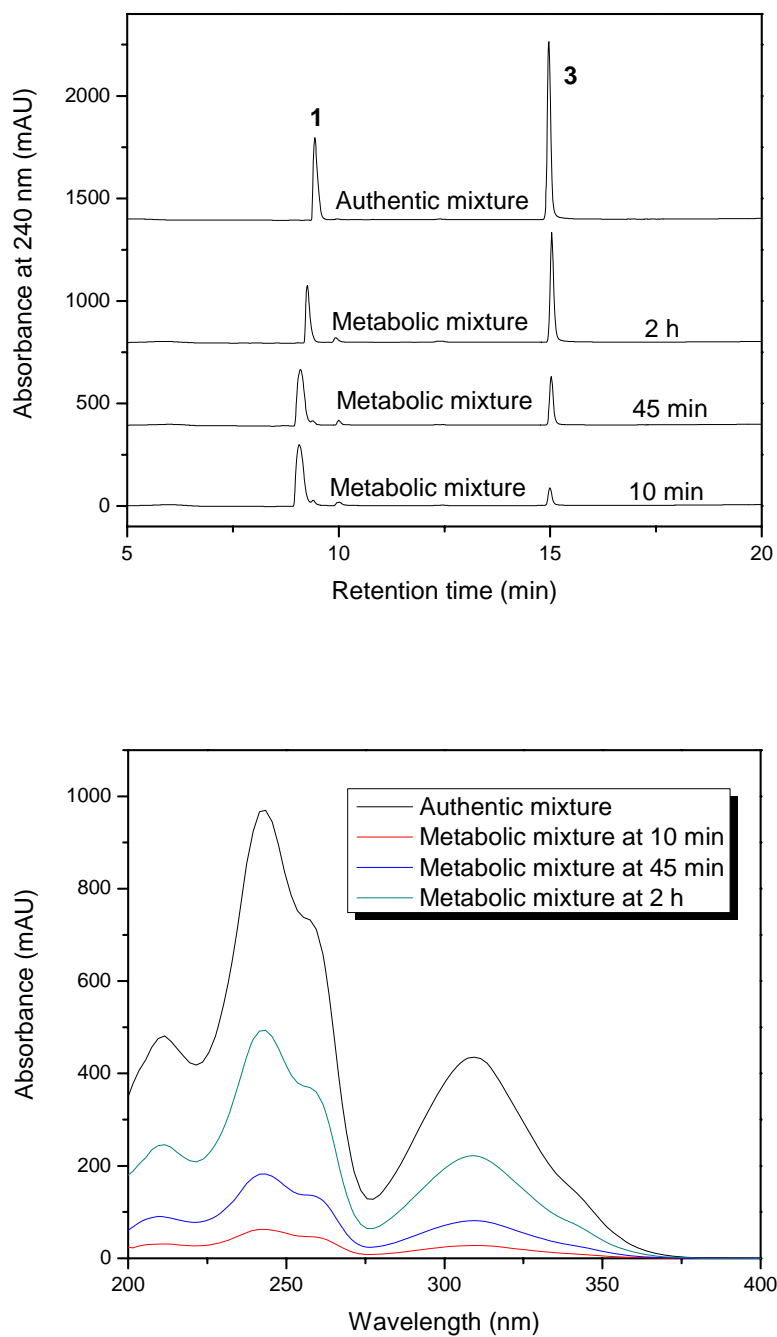 1
3
Authentic mixture
Metabolic mixture 2 h
Metabolic mixture 45 min
Metabolic mixture 10 min
2000
1500
1000
500
0
5 10 15 20
Retention time (min)
Absorbance at 240 nm (mAU)
Authentic mixture
Metabolic mixture at 10 min
Metabolic mixture at 45 min
Metabolic mixture at 2 h
1000
800
600
400
200
0
200 250 300 350 400
Wavelength (nm)
Absorbance (mAU)